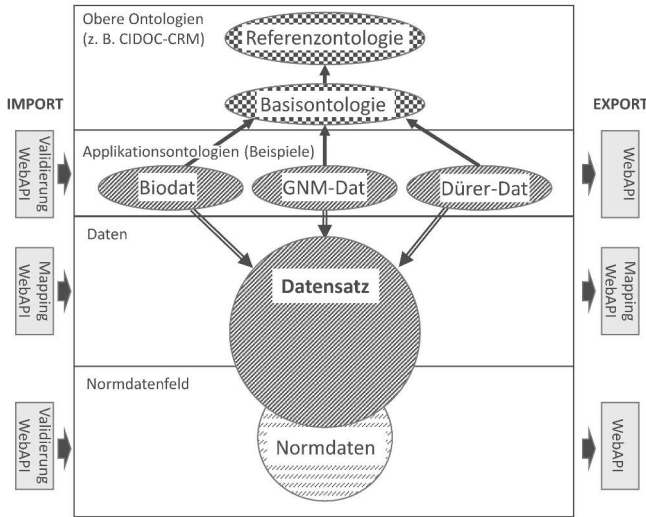 Obere Ontologien
(z. B. CIDOC-CRM)
Referenzontologie
Basisontologie
IMPORT
EXPORT
Validierung
WebAPI
WebAPI
Applikationsontologien (Beispiele)
Biodat
GNM-Dat
Dürer-Dat
Daten
Mapping
WebAPI
Mapping
WebAPI
Datensatz
Normdatenfeld
Validierung
WebAPI
WebAPI
Normdaten